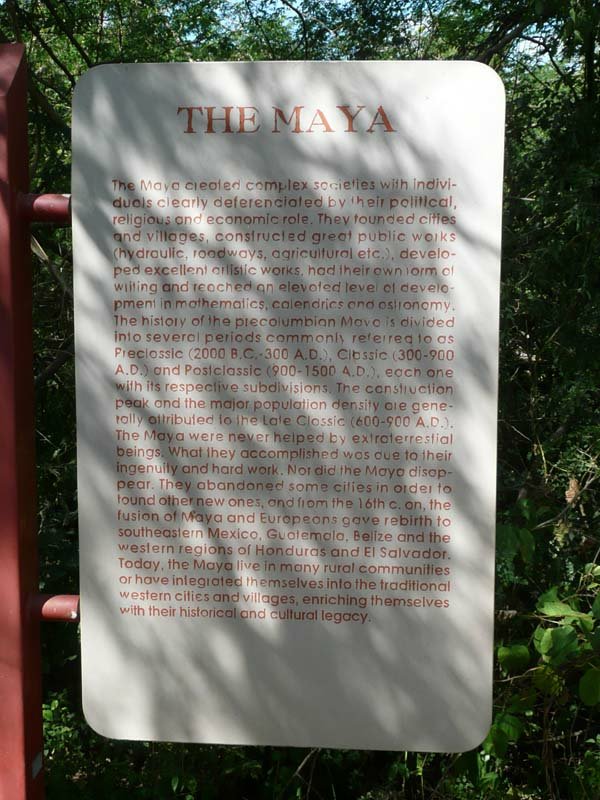 THE MAYA
The Maya created complex societies with indivi-
duals clearly deferenciated by their political,
religious and economic role. They founded cities
and villages, constructed great public works
(hydraulic, roadways, agricultural etc.), develo-
ped excellent artistic works, had their own form of
writing and reached an elevated level of develo-
pment in mathematics, calendrics and astronomy.
The history of the precolumbian Maya is divided
into several periods commonly referred to as
Preclassic (2000 B.C.-300 A.D.), Classic (300-900
A.D.) and Postclassic (900-1500 A.D.), each one
with its respective subdivisions. The construction
peak and the major population density are gene-
rally attributed to the Late Classic (600-900 A.D.).
The Maya were never helped by extraterrestial
beings. What they accomplished was due to their
ingenuity and hard work. Nor did the Maya disap-
pear. They abandoned some cities in order to
found other new ones, and from the 16th c. on, the
fusion of Maya and Europeans gave rebirth to
southeastern Mexico, Guatemala, Belize and the
western regions of Honduras and El Salvador.
Today, the Maya live in many rural communities
or have integrated themselves into the traditional
western cities and villages, enriching themselves
with their historical and cultural legacy.